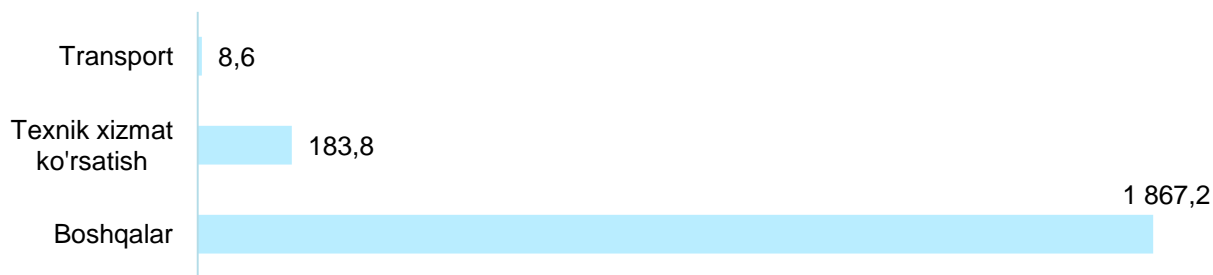 Transport 8,6
Texnik xizmat
ko'rsatish 183,8
1 867,2
Boshqalar